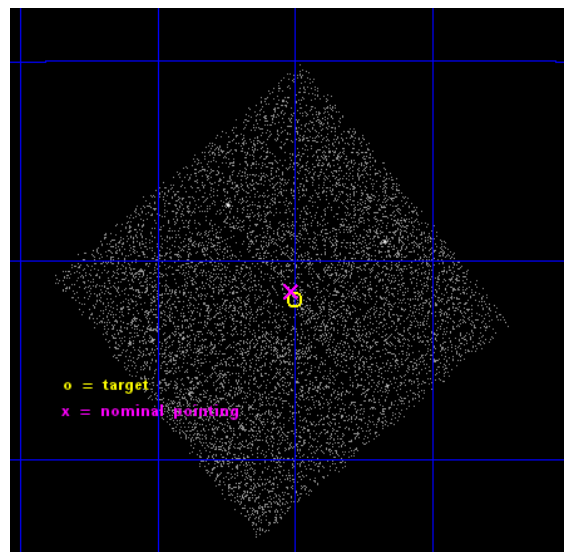 o = target
x = nominal pointing